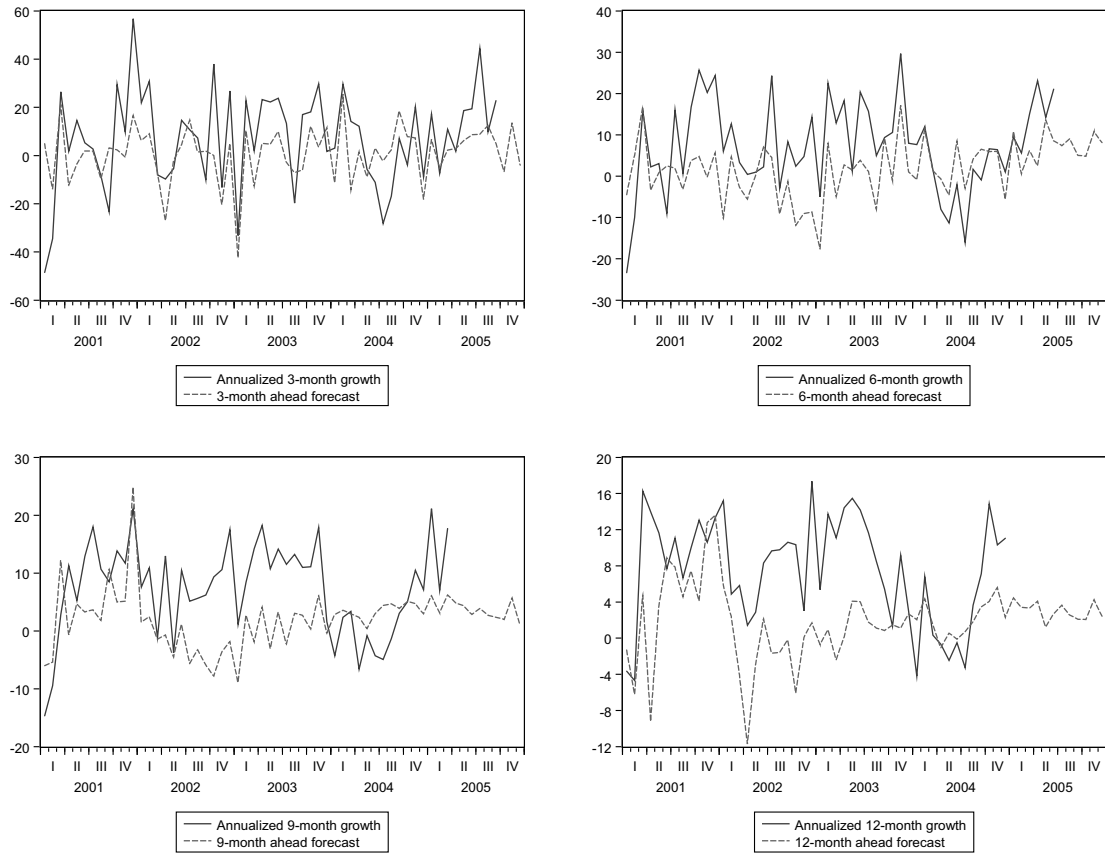 60
40
20
0
-20
-40
-60
I II III IV I II III IV I II III IV I II III IV I II III IV
2001 2002 2003 2004 2005
Annualized 3-month growth
3-month ahead forecast
40
30
20
10
0
-10
-20
-30
I II III IV I II III IV I II III IV I II III IV I II III IV
2001 2002 2003 2004 2005
Annualized 6-month growth
6-month ahead forecast
30
20
10
0
-10
-20
I II III IV I II III IV I II III IV I II III IV I II III IV
2001 2002 2003 2004 2005
Annualized 9-month growth
9-month ahead forecast
20
16
12
8
4
0
-4
-8
-12
I II III IV I II III IV I II III IV I II III IV I II III IV
2001 2002 2003 2004 2005
Annualized 12-month growth
12-month ahead forecast